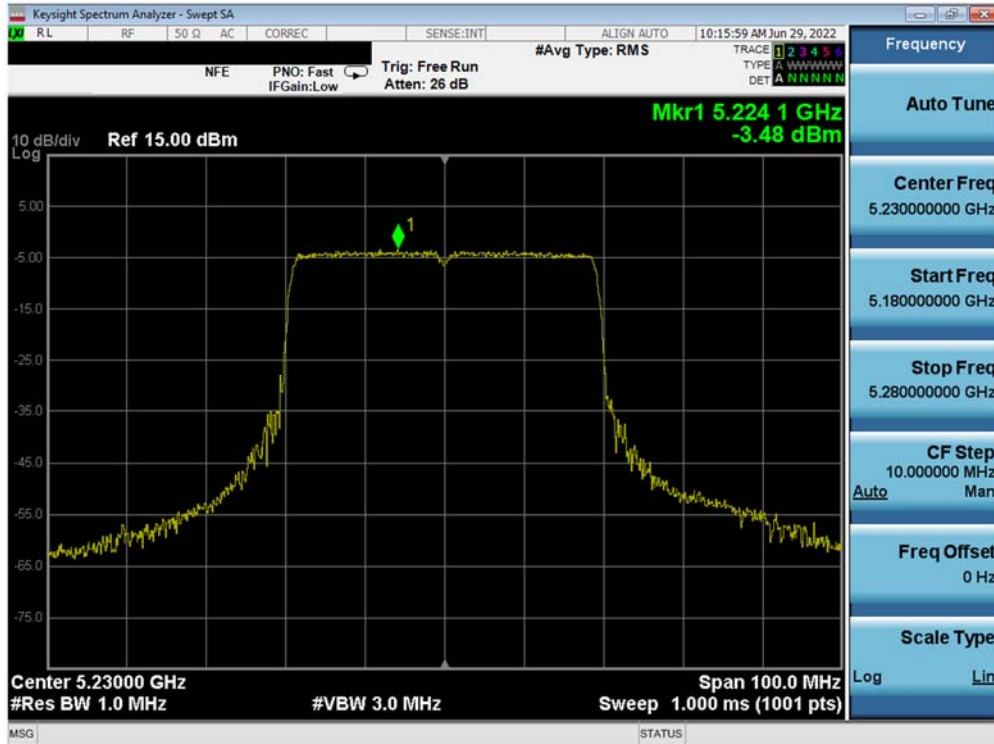 Keysight Spectrum Analyzer - Swept SA
LXI RL RF 50 Ω AC CORREC SENSE:INT ALIGN AUTO 10:15:59 AM Jun 29, 2022
NFE PNO: Fast Trig: Free Run #Avg Type: RMS TRACE 1 2 3 4 5 6
IFGain:Low Atten: 26 dB TYPE A WWWWW
DET A N N N N N
Mkr1 5.224 1 GHz
-3.48 dBm
10 dB/div Ref 15.00 dBm
Log
1
5.00
-5.00
-15.0
-25.0
-35.0
-45.0
-55.0
-65.0
-75.0
Center 5.23000 GHz Span 100.0 MHz
#Res BW 1.0 MHz #VBW 3.0 MHz Sweep 1.000 ms (1001 pts)
MSG STATUS
Frequency
Auto Tune
Center Freq
5.230000000 GHz
Start Freq
5.180000000 GHz
Stop Freq
5.280000000 GHz
CF Step
10.000000 MHz
Auto Man
Freq Offset
0 Hz
Scale Type
Log Lin